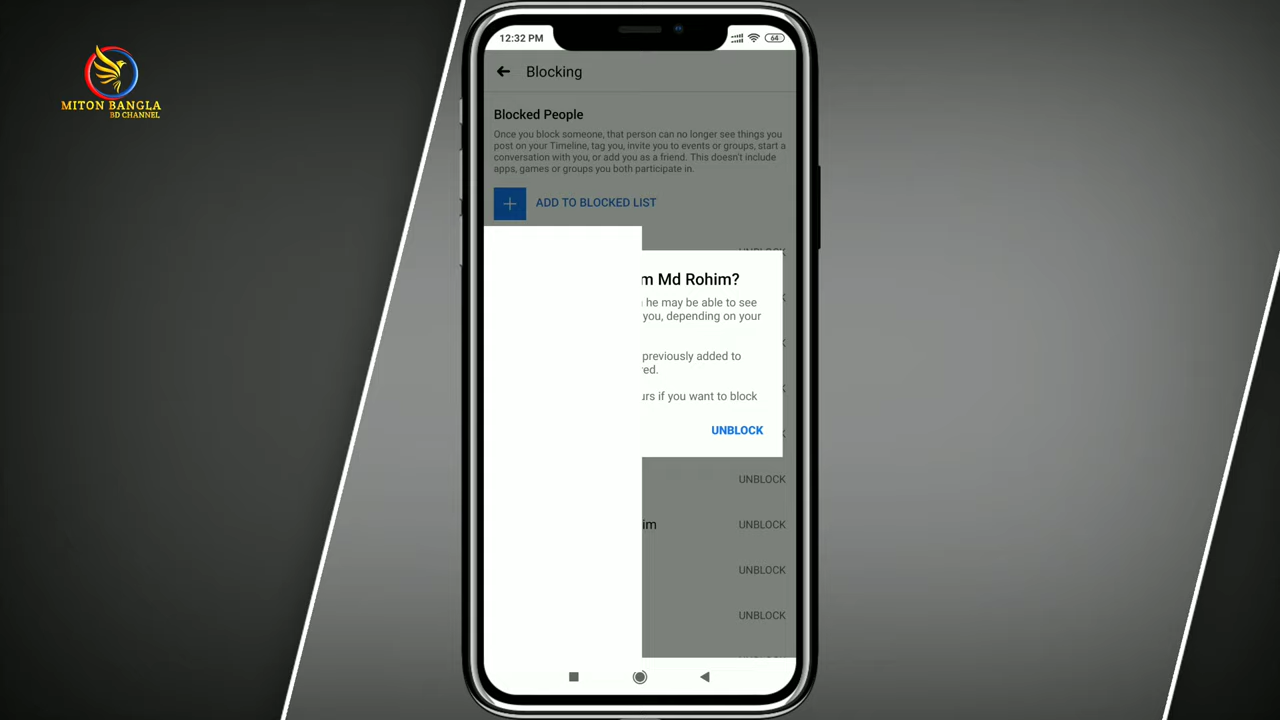 MITON BANGLA
BD CHANNEL
12:32 PM
64
Blocking
Blocked People
Once you block someone, that person can no longer see things you
post on your Timeline, tag you, invite you to events or groups, start a
conversation with you, or add you as a friend. This doesn't include
apps, games or groups you both participate in.
ADD TO BLOCKED LIST
m Md Rohim?
he may be able to see
you, depending on your
previously added to
if you want to block
UNBLOCK
UNBLOCK
im UNBLOCK
UNBLOCK
UNBLOCK